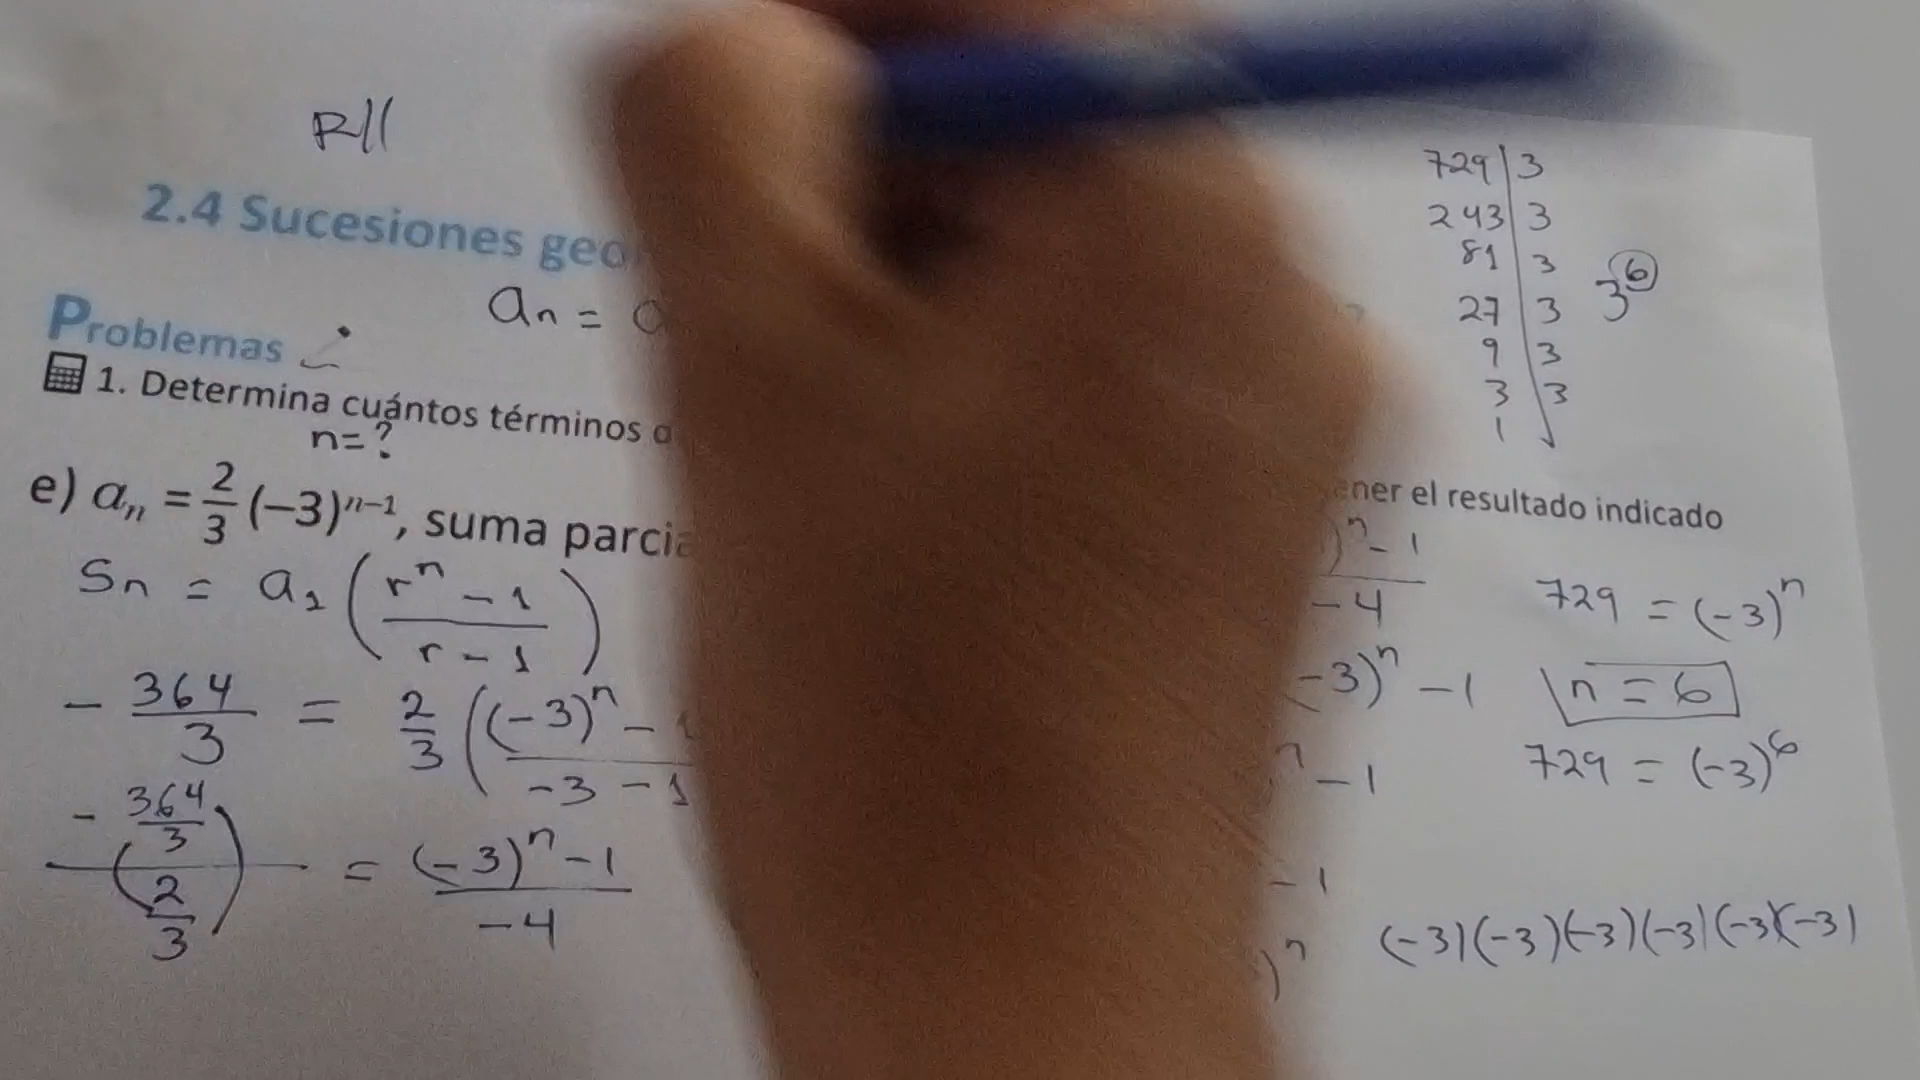 R//
2.4 Sucesiones
aₙ =
Problemas
1. Determina cuántos términos
ener el resultado indicado
n=?
e) aₙ = 2/3 (-3)ⁿ⁻¹, suma
Sn = a₁ ( rⁿ - 1 / r - 1 )
- 364/3 = 2/3 ( (-3)ⁿ - / -3 - 1
- 364/3 / (2/3) = (-3)ⁿ - 1 / -4
)ⁿ - 1 / -4
-3)ⁿ - 1
ⁿ - 1
- 1
)ⁿ
729 | 3
243 | 3
81 | 3
27 | 3
9 | 3
3 | 3
1
3⁶
729 = (-3)ⁿ
n = 6
729 = (-3)⁶
(-3)(-3)(-3)(-3)(-3)(-3)